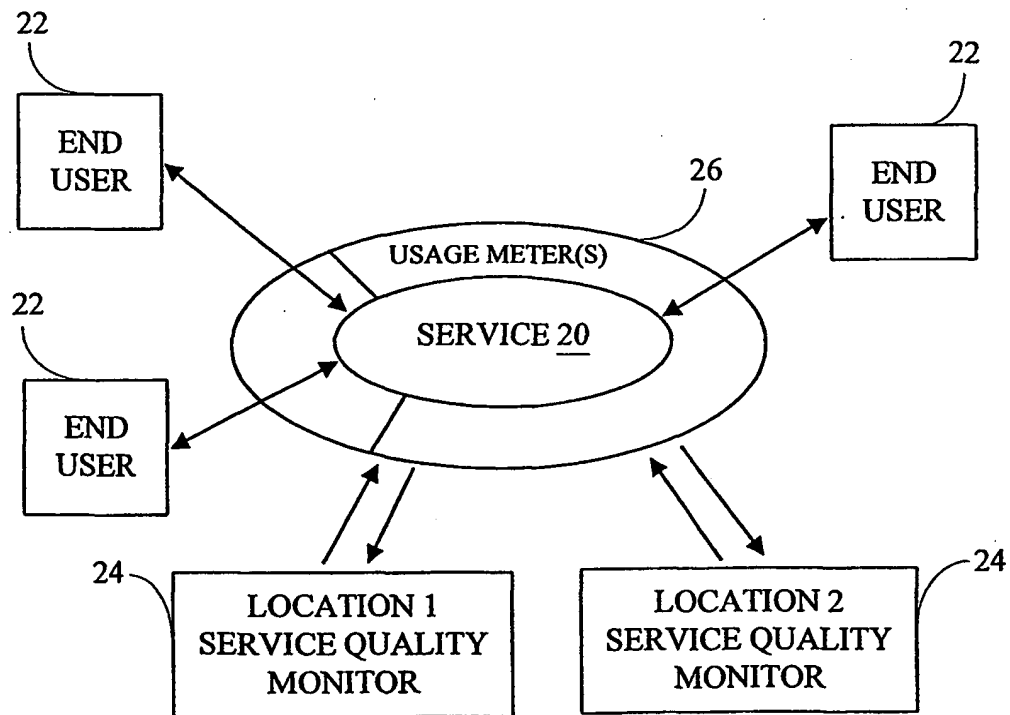 22
22
END
USER
END
USER
26
USAGE METER(S)
22
SERVICE 20
END
USER
24
LOCATION 1
SERVICE QUALITY
MONITOR
LOCATION 2
SERVICE QUALITY
MONITOR
24